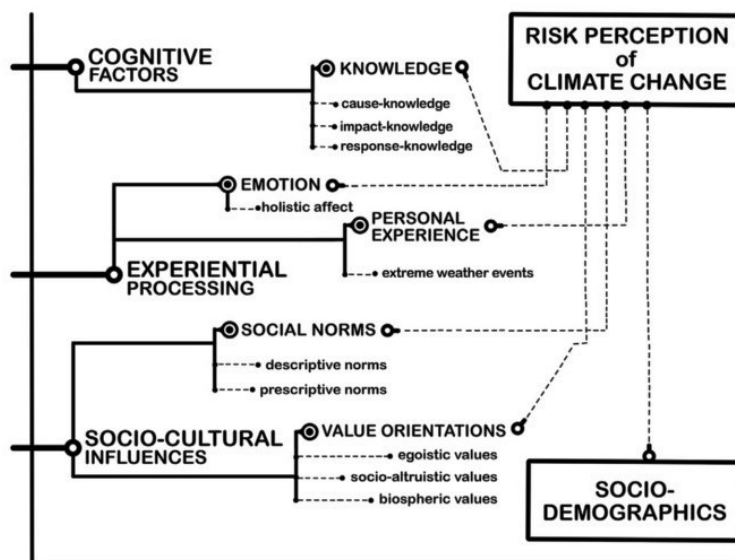 RISK PERCEPTION
of
CLIMATE CHANGE
COGNITIVE
FACTORS
KNOWLEDGE
cause-knowledge
impact-knowledge
response-knowledge
EMOTION
holistic affect
PERSONAL
EXPERIENCE
extreme weather events
EXPERIENTIAL
PROCESSING
SOCIAL NORMS
descriptive norms
prescriptive norms
SOCIO-CULTURAL
INFLUENCES
VALUE ORIENTATIONS
egoistic values
socio-altruistic values
biospheric values
SOCIO-
DEMOGRAPHICS